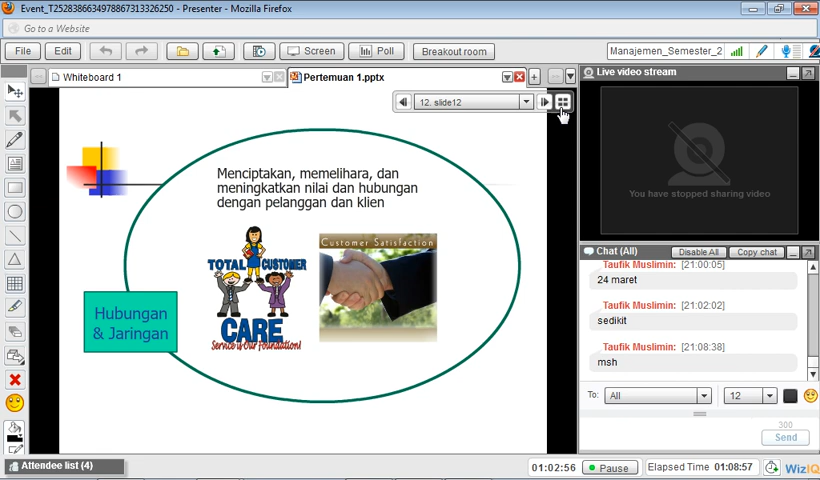 Event_T25283866349788673133262​50 - Presenter - Mozilla Firefox
Go to a Website
File
Edit
Screen
Poll
Breakout room
Manajemen_Semester_2
Whiteboard 1
Pertemuan 1.pptx
12. slide12
Menciptakan, memelihara, dan
meningkatkan nilai dan hubungan
dengan pelanggan dan klien
TOTAL CUSTOMER
CARE
Service is Our Foundation!
Customer Satisfaction
Hubungan
& Jaringan
Live video stream
You have stopped sharing video
Chat (All)
Disable All
Copy chat
Taufik Muslimin: [21:00:05]
24 maret
Taufik Muslimin: [21:02:02]
sedikit
Taufik Muslimin: [21:08:38]
msh
To:
All
12
300
Send
Attendee list (4)
01:02:56
Pause
Elapsed Time
01:08:57
WizIQ